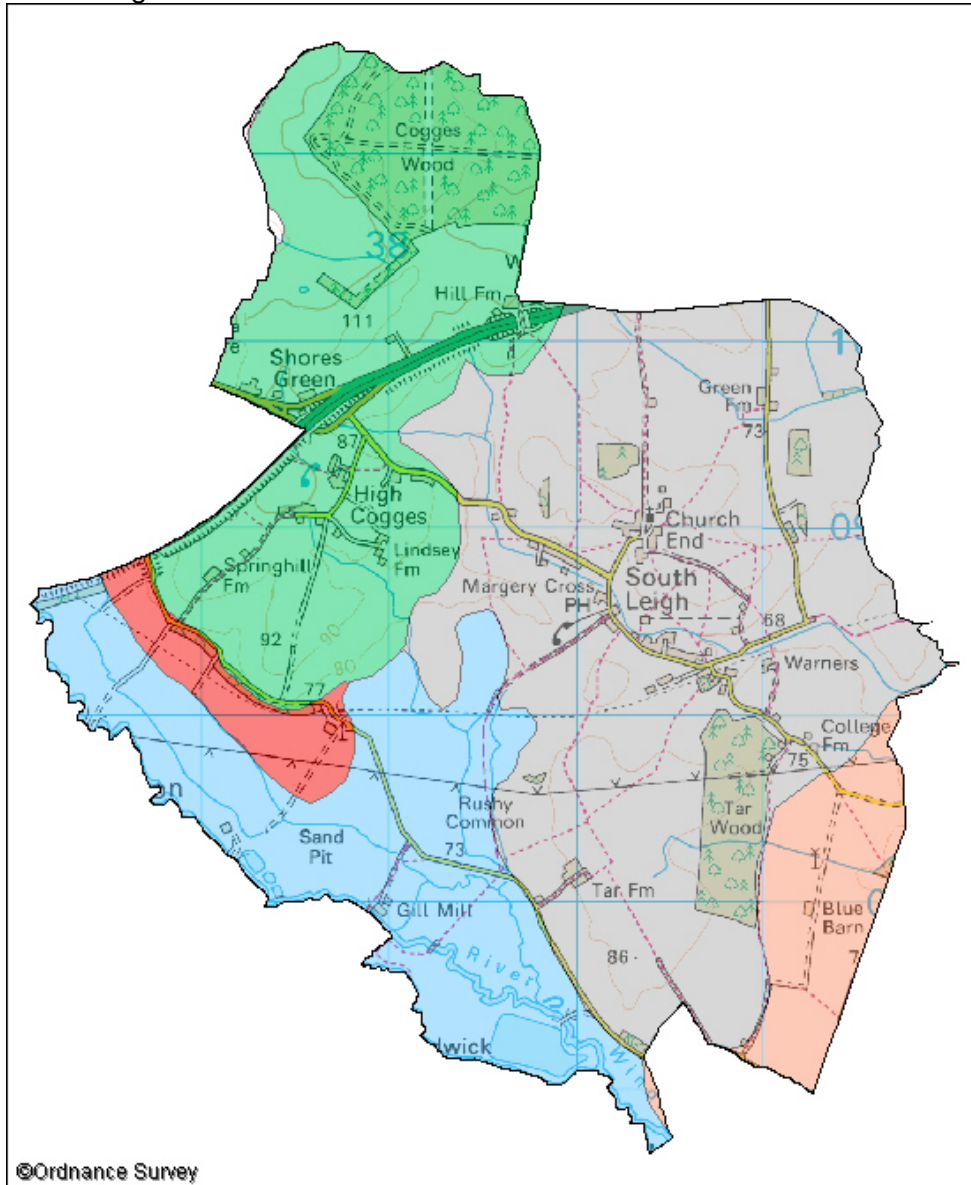 Cogges
Wood
38
W
Hill Fm
111
Shores
Green
Green
Fm
73
87
High
Cogges
Church
End
09
Lindsey
Fm
Springhill
Fm
Margery Cross
PH
South
Leigh
68
92
90
80
77
Warners
College
Fm
75
Rushy
Common
Tar
Wood
Sand
Pit
73
Tar Fm
Gill Mill
Blue
Barn
86
River
dwick
©Ordnance Survey